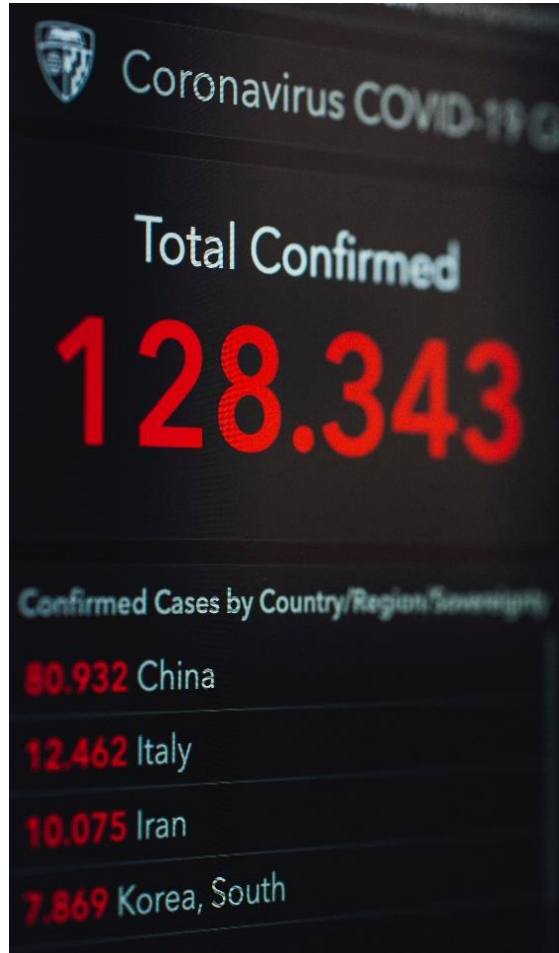 Coronavirus COVID-19 G
Total Confirmed
128.343
Confirmed Cases by Country/Region/Sovereignty
80.932 China
12.462 Italy
10.075 Iran
7.869 Korea, South